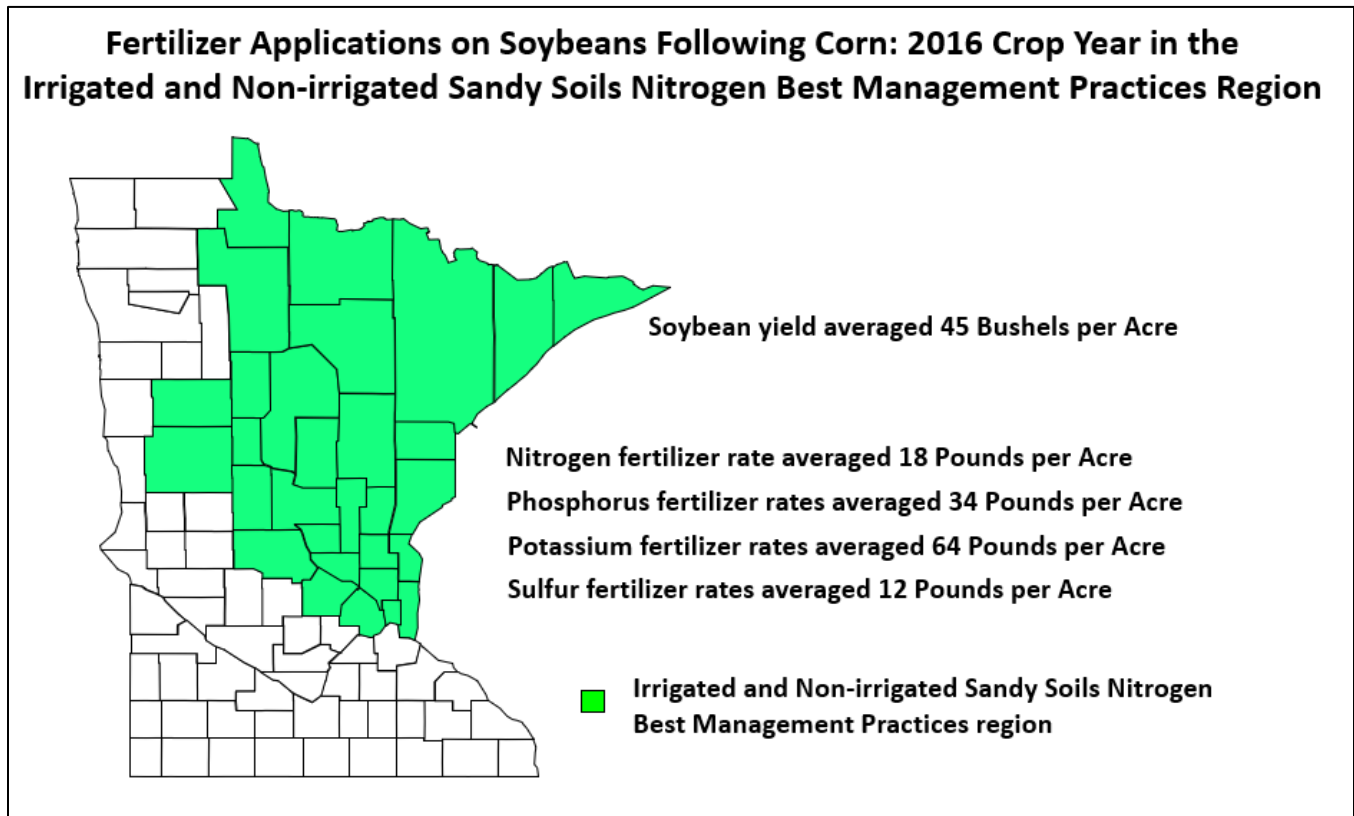 Fertilizer Applications on Soybeans Following Corn: 2016 Crop Year in the
Irrigated and Non-irrigated Sandy Soils Nitrogen Best Management Practices Region
Soybean yield averaged 45 Bushels per Acre
Nitrogen fertilizer rate averaged 18 Pounds per Acre
Phosphorus fertilizer rates averaged 34 Pounds per Acre
Potassium fertilizer rates averaged 64 Pounds per Acre
Sulfur fertilizer rates averaged 12 Pounds per Acre
Irrigated and Non-irrigated Sandy Soils Nitrogen
Best Management Practices region